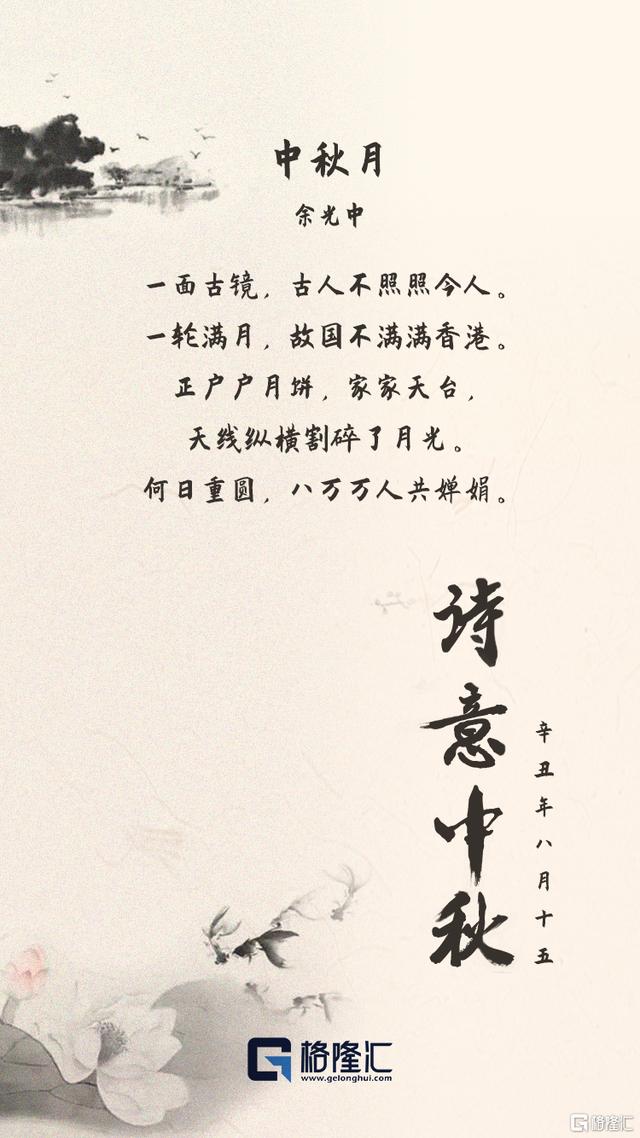 中秋月
余光中
一面古镜，古人不照照今人。
一轮满月，故国不满满香港。
正户户月饼，家家天台，
天线纵横割碎了月光。
何日重圆，八万万人共婵娟。
诗意中秋
辛丑年八月十五
格隆汇
www.gelonghui.com
格隆汇